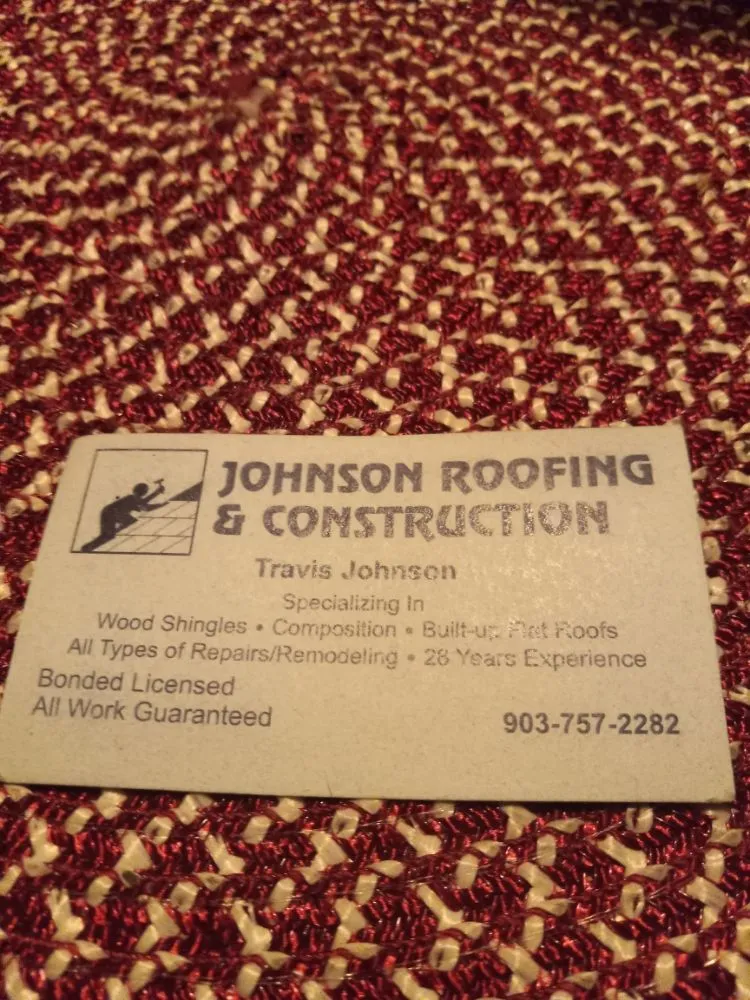 JOHNSON ROOFING
& CONSTRUCTION
Travis Johnson
Specializing In
Wood Shingles • Composition • Built-up Flat Roofs
All Types of Repairs/Remodeling • 28 Years Experience
Bonded Licensed
All Work Guaranteed
903-757-2282